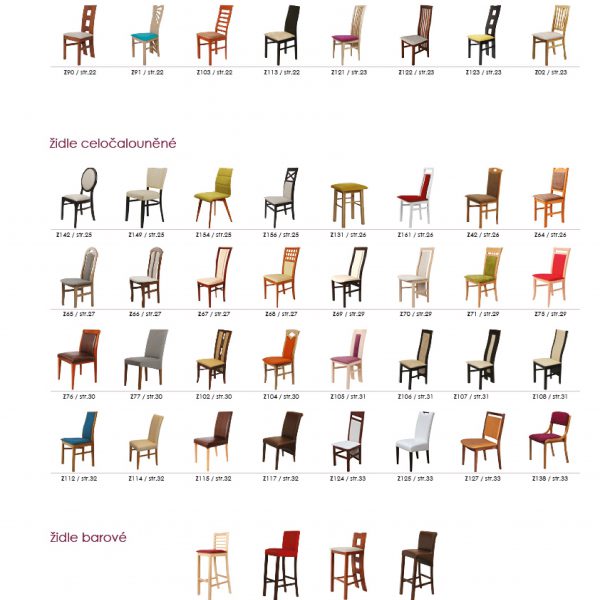 Z90 / str.22 Z91 / str.22 Z103 / str.22 Z113 / str.22 Z121 / str.23 Z122 / str.23 Z123 / str.23 Z02 / str.23
židle celočalouněné
Z142 / str.25 Z149 / str.25 Z154 / str.25 Z156 / str.25 Z131 / str.26 Z161 / str.26 Z42 / str.26 Z64 / str.26
Z65 / str.27 Z66 / str.27 Z67 / str.27 Z68 / str.27 Z69 / str.29 Z70 / str.29 Z71 / str.29 Z75 / str.29
Z76 / str.30 Z77 / str.30 Z102 / str.30 Z104 / str.30 Z105 / str.31 Z106 / str.31 Z107 / str.31 Z108 / str.31
Z112 / str.32 Z114 / str.32 Z115 / str.32 Z117 / str.32 Z124 / str.33 Z125 / str.33 Z127 / str.33 Z138 / str.33
židle barové